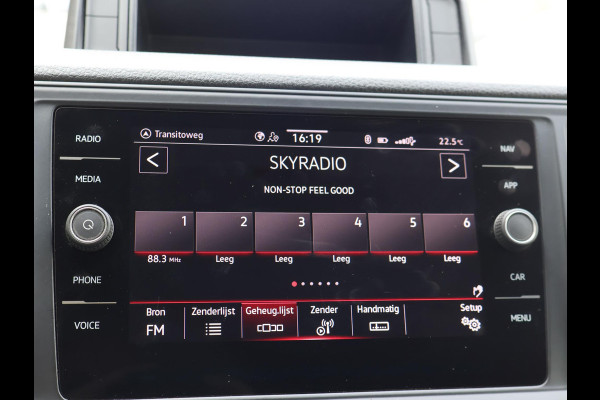 RADIO
MEDIA
PHONE
VOICE
Transitoweg
16:19
22.5°C
SKYRADIO
NON-STOP FEEL GOOD
1 2 3 4 5 6
88.3 MHz Leeg Leeg Leeg Leeg Leeg
Bron Zenderlijst Geheug.lijst Zender Handmatig Setup
FM
NAV
APP
CAR
MENU